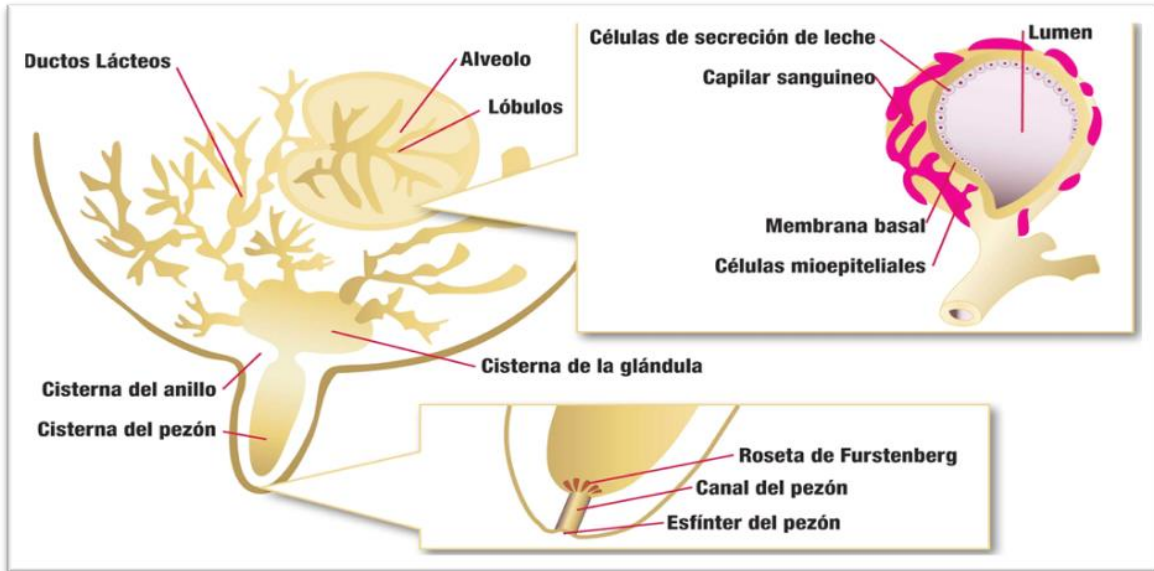 Ductos Lácteos
Alveolo
Lóbulos
Células de secreción de leche
Lumen
Capilar sanguineo
Membrana basal
Células mioepiteliales
Cisterna de la glándula
Cisterna del anillo
Cisterna del pezón
Roseta de Furstenberg
Canal del pezón
Esfínter del pezón